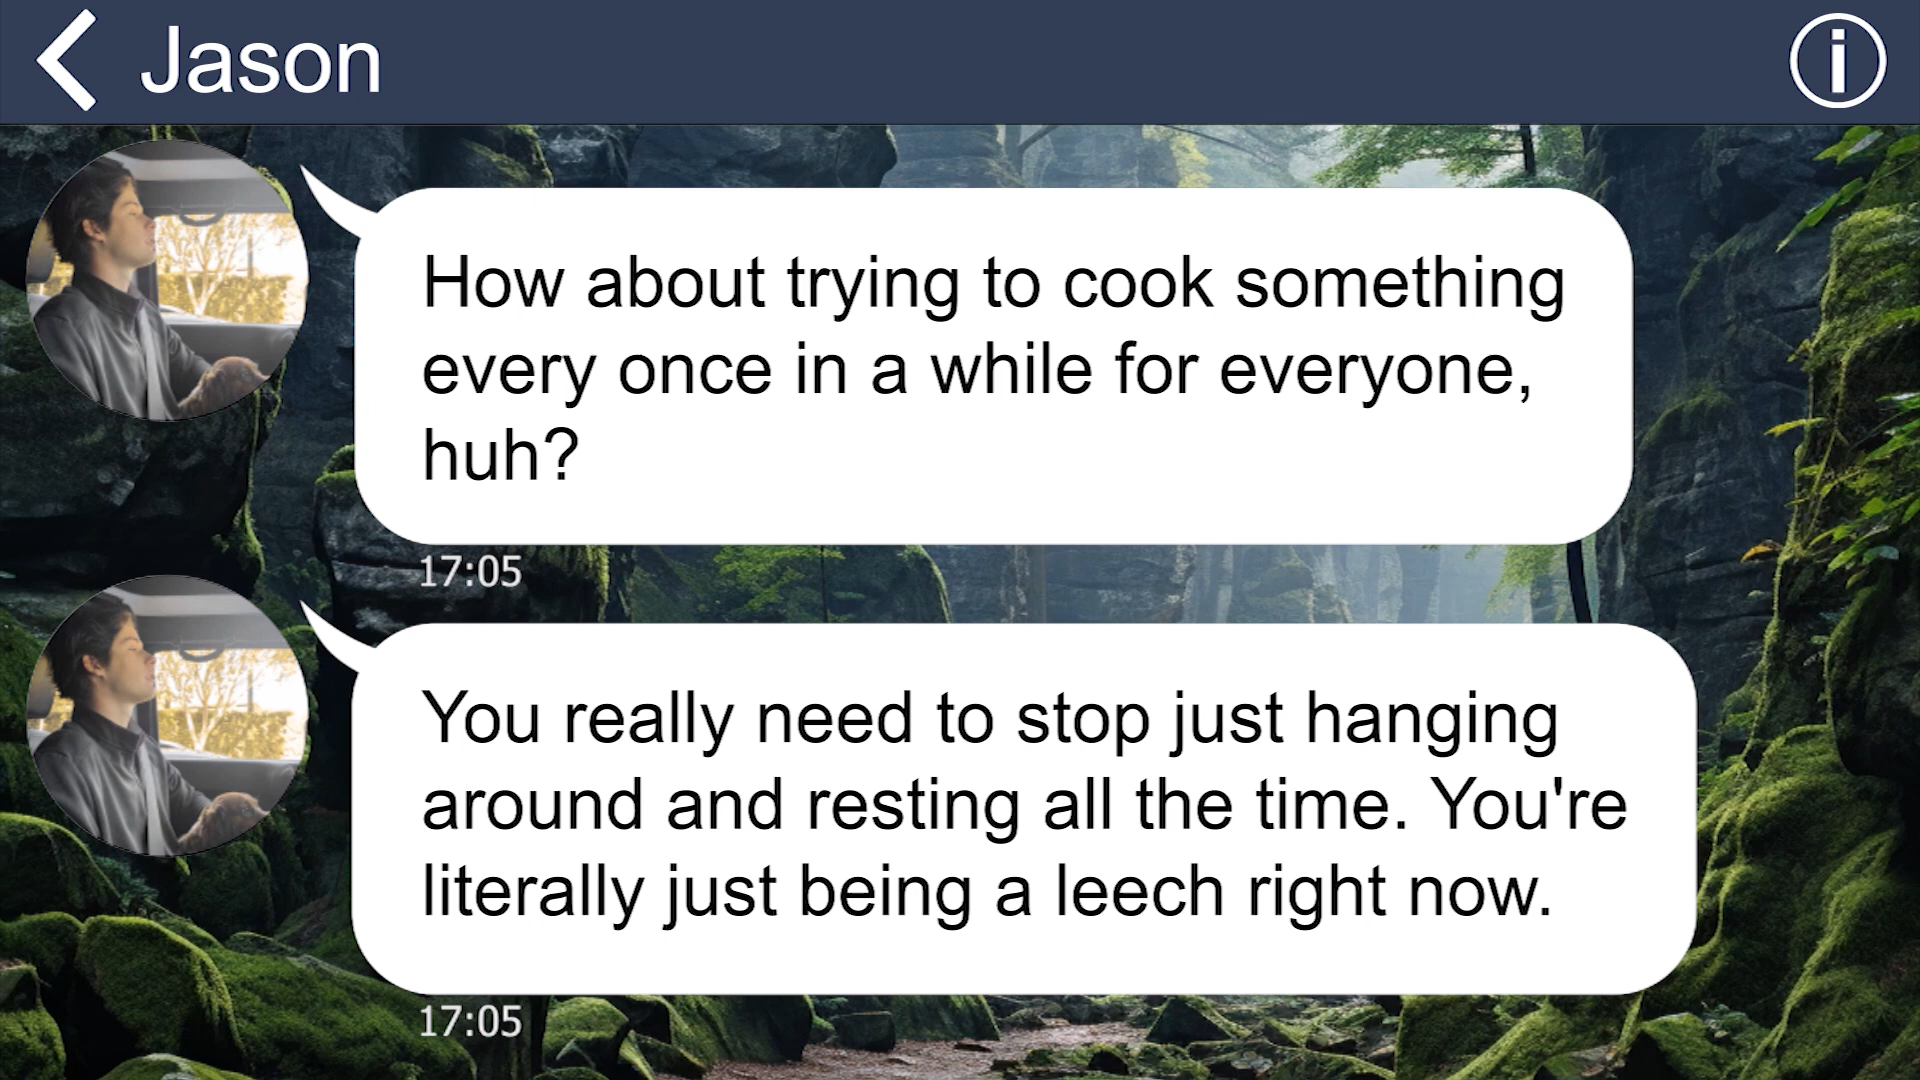 Jason
How about trying to cook something
every once in a while for everyone,
huh?
17:05
You really need to stop just hanging
around and resting all the time. You're
literally just being a leech right now.
17:05